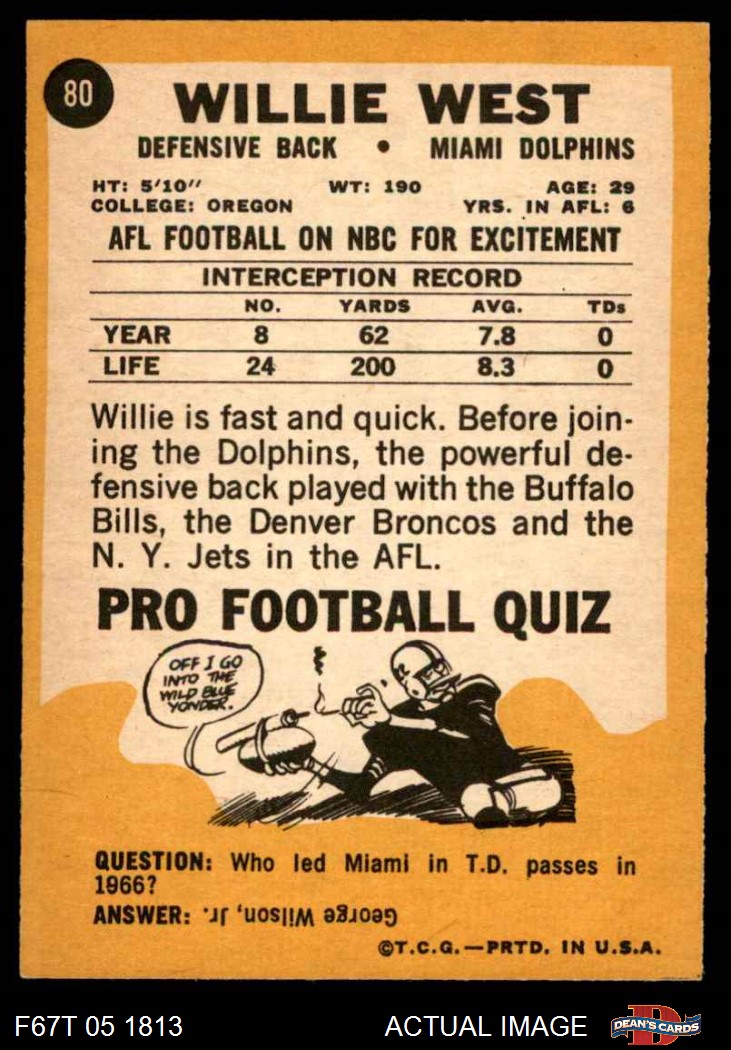 80
WILLIE WEST
DEFENSIVE BACK • MIAMI DOLPHINS
HT: 5'10" WT: 190 AGE: 29
COLLEGE: OREGON YRS. IN AFL: 6
AFL FOOTBALL ON NBC FOR EXCITEMENT
INTERCEPTION RECORD
NO. YARDS AVG. TDs
YEAR 8 62 7.8 0
LIFE 24 200 8.3 0
Willie is fast and quick. Before join-
ing the Dolphins, the powerful de-
fensive back played with the Buffalo
Bills, the Denver Broncos and the
N. Y. Jets in the AFL.
PRO FOOTBALL QUIZ
OFF I GO
INTO THE
WILD BLUE
YONDER.
QUESTION: Who led Miami in T.D. passes in
1966?
ANSWER: George Wilson, Jr.
©T.C.G.—PRTD. IN U.S.A.
F67T 05 1813 ACTUAL IMAGE
D
DEAN'S CARDS